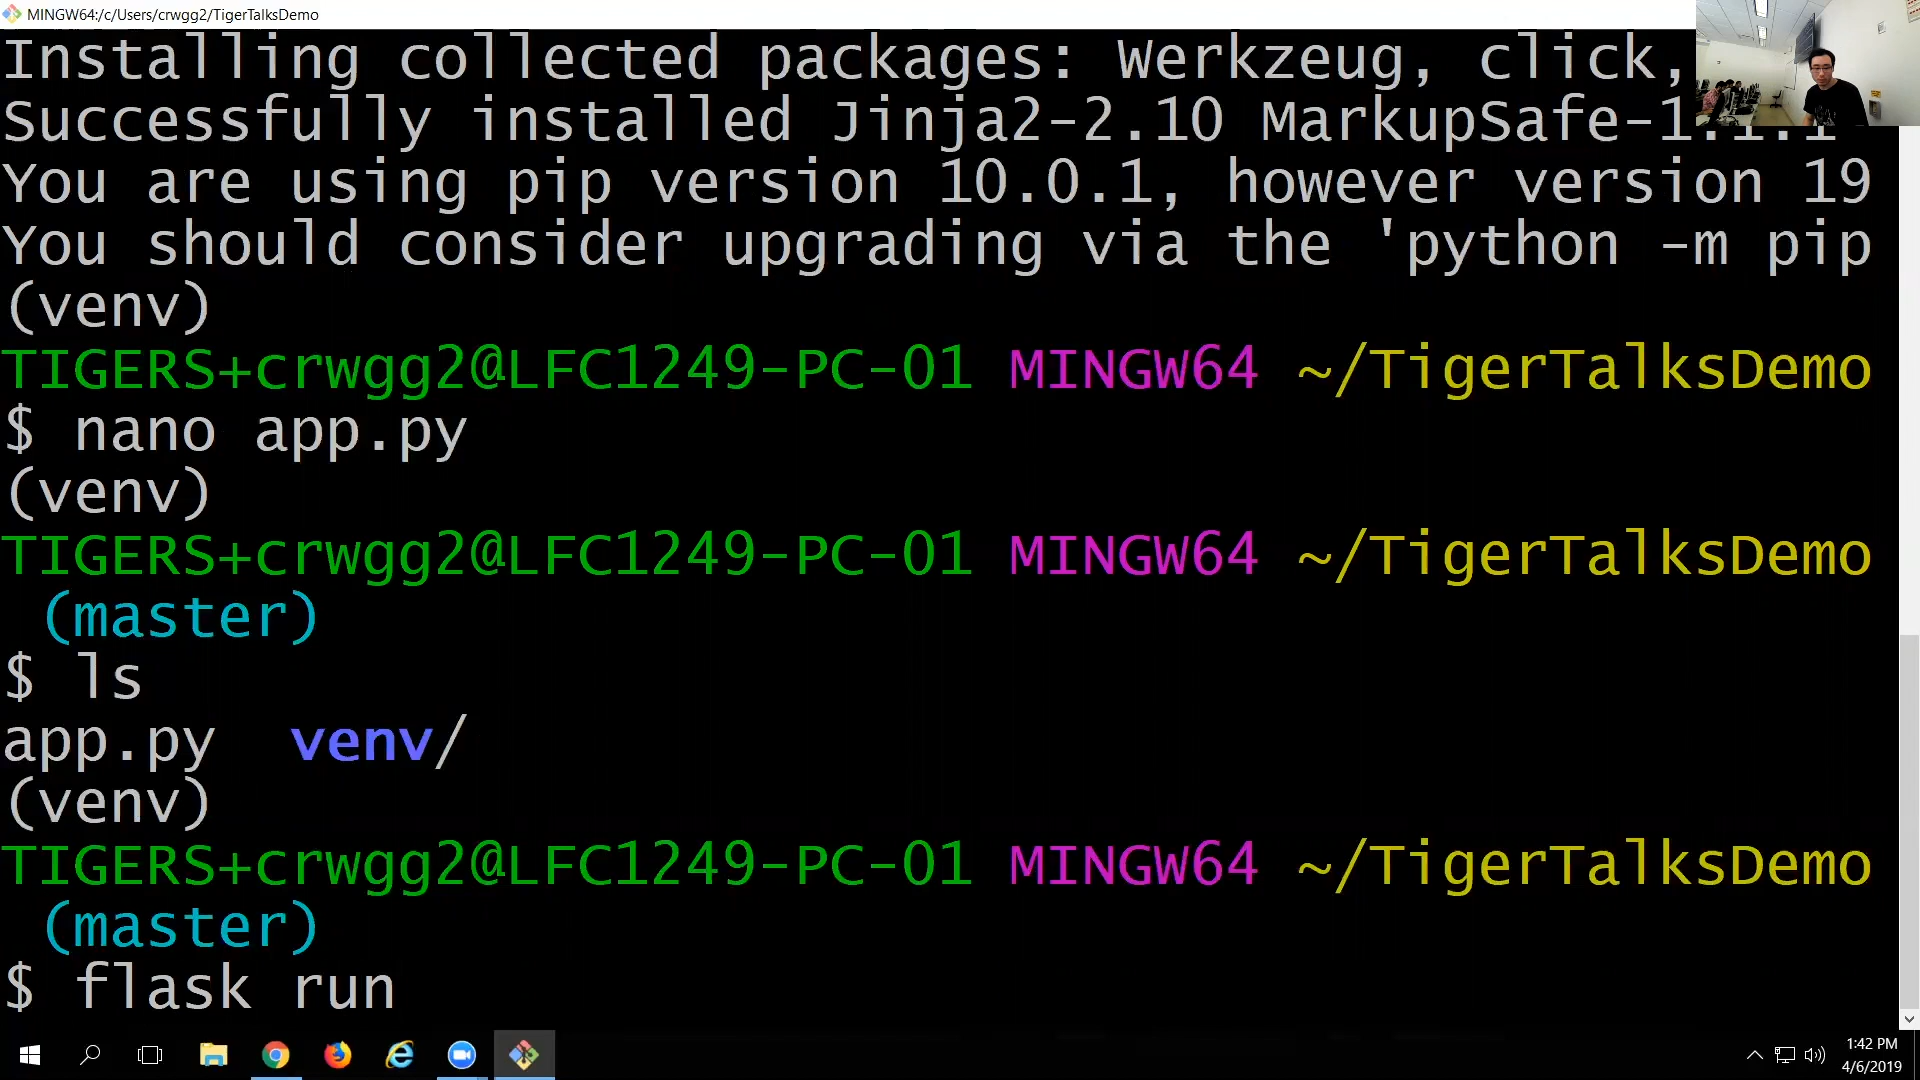 MINGW64:/c/Users/crwgg2/TigerTalksDemo
Installing collected packages: Werkzeug, click,
Successfully installed Jinja2-2.10 MarkupSafe-1.1.1
You are using pip version 10.0.1, however version 19
You should consider upgrading via the 'python -m pip
(venv)
TIGERS+crwgg2@LFC1249-PC-01 MINGW64 ~/TigerTalksDemo
$ nano app.py
(venv)
TIGERS+crwgg2@LFC1249-PC-01 MINGW64 ~/TigerTalksDemo
(master)
$ ls
app.py venv/
(venv)
TIGERS+crwgg2@LFC1249-PC-01 MINGW64 ~/TigerTalksDemo
(master)
$ flask run
1:42 PM
4/6/2019